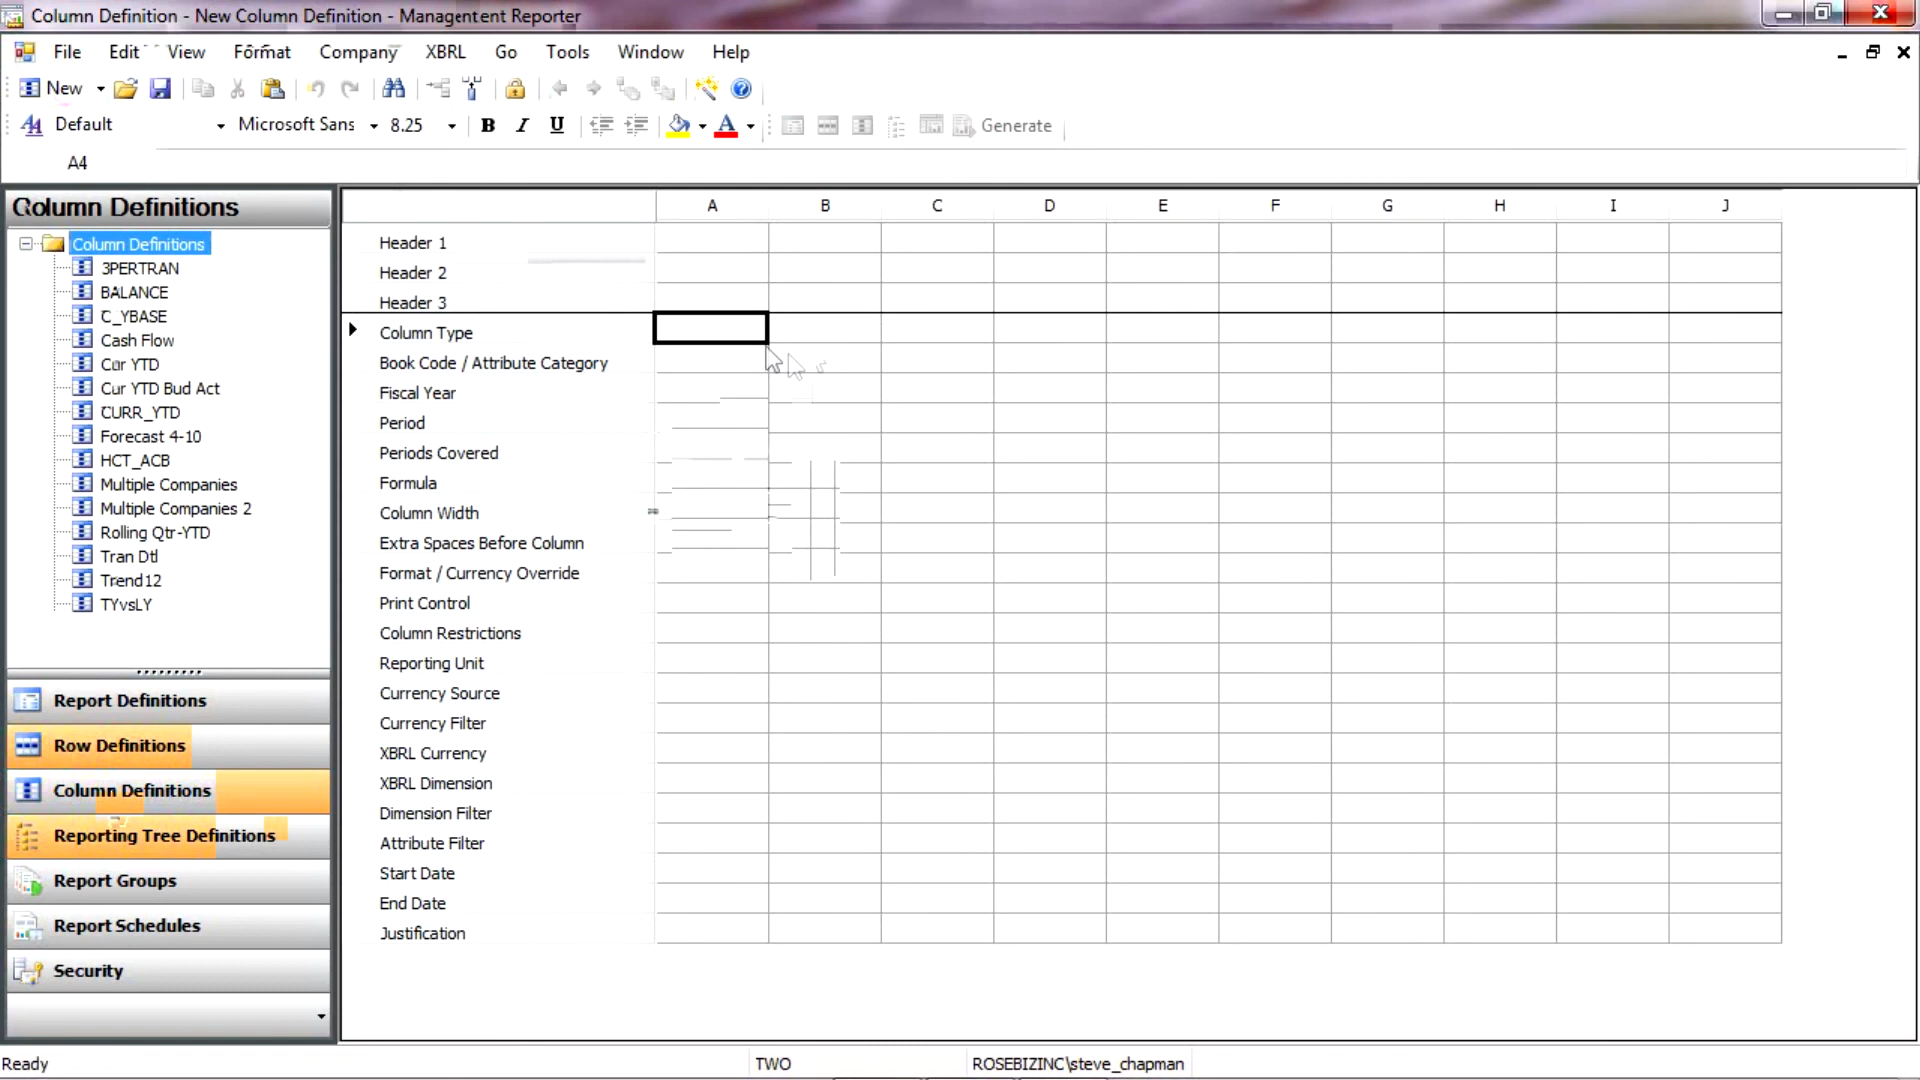 Column Definition - New Column Definition - Management Reporter
File Edit View Format Company XBRL Go Tools Window Help
New
Default Microsoft Sans 8.25 B I U A Generate
A4
Column Definitions
Column Definitions
3PERTRAN
BALANCE
C_YBASE
Cash Flow
Cur YTD
Cur YTD Bud Act
CURR_YTD
Forecast 4-10
HCT_ACB
Multiple Companies
Multiple Companies 2
Rolling Qtr-YTD
Tran Dtl
Trend12
TYvsLY
Report Definitions
Row Definitions
Column Definitions
Reporting Tree Definitions
Report Groups
Report Schedules
Security
A B C D E F G H I J
Header 1
Header 2
Header 3
Column Type
Book Code / Attribute Category
Fiscal Year
Period
Periods Covered
Formula
Column Width
Extra Spaces Before Column
Format / Currency Override
Print Control
Column Restrictions
Reporting Unit
Currency Source
Currency Filter
XBRL Currency
XBRL Dimension
Dimension Filter
Attribute Filter
Start Date
End Date
Justification
Ready TWO ROSEBIZINC\steve_chapman